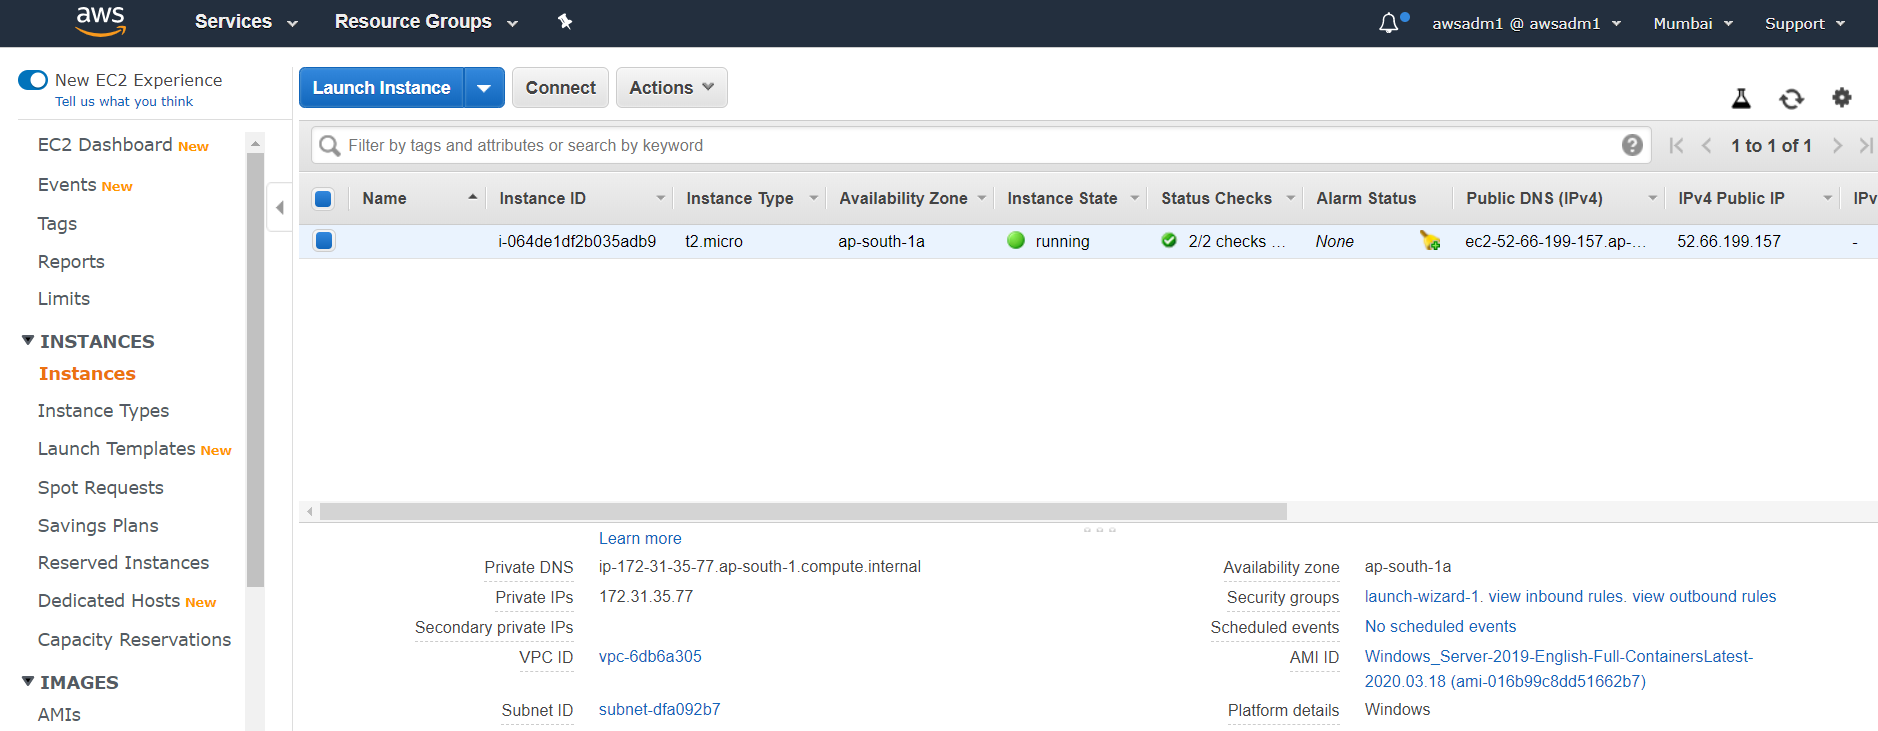 aws
Services
Resource Groups
awsadm1 @ awsadm1
Mumbai
Support
New EC2 Experience
Tell us what you think
EC2 Dashboard New
Events New
Tags
Reports
Limits
INSTANCES
Instances
Instance Types
Launch Templates New
Spot Requests
Savings Plans
Reserved Instances
Dedicated Hosts New
Capacity Reservations
IMAGES
AMIs
Launch Instance
Connect
Actions
Filter by tags and attributes or search by keyword
1 to 1 of 1
Name Instance ID Instance Type Availability Zone Instance State Status Checks Alarm Status Public DNS (IPv4) IPv4 Public IP IPv
i-064de1df2b035adb9 t2.micro ap-south-1a running 2/2 checks ... None ec2-52-66-199-157.ap-... 52.66.199.157 -
Learn more
Private DNS ip-172-31-35-77.ap-south-1.compute.internal
Private IPs 172.31.35.77
Secondary private IPs
VPC ID vpc-6db6a305
Subnet ID subnet-dfa092b7
Availability zone ap-south-1a
Security groups launch-wizard-1. view inbound rules. view outbound rules
Scheduled events No scheduled events
AMI ID Windows_Server-2019-English-Full-ContainersLatest-
2020.03.18 (ami-016b99c8dd51662b7)
Platform details Windows